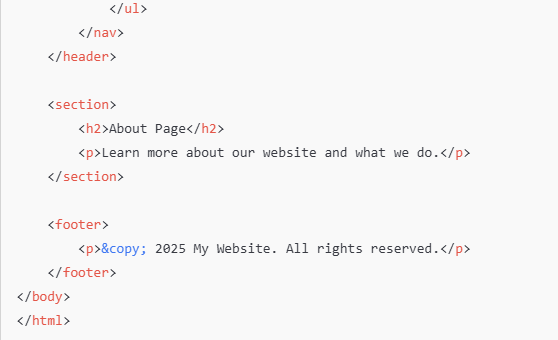 </ul>
</nav>
</header>
<section>
<h2>About Page</h2>
<p>Learn more about our website and what we do.</p>
</section>
<footer>
<p>&copy; 2025 My Website. All rights reserved.</p>
</footer>
</body>
</html>